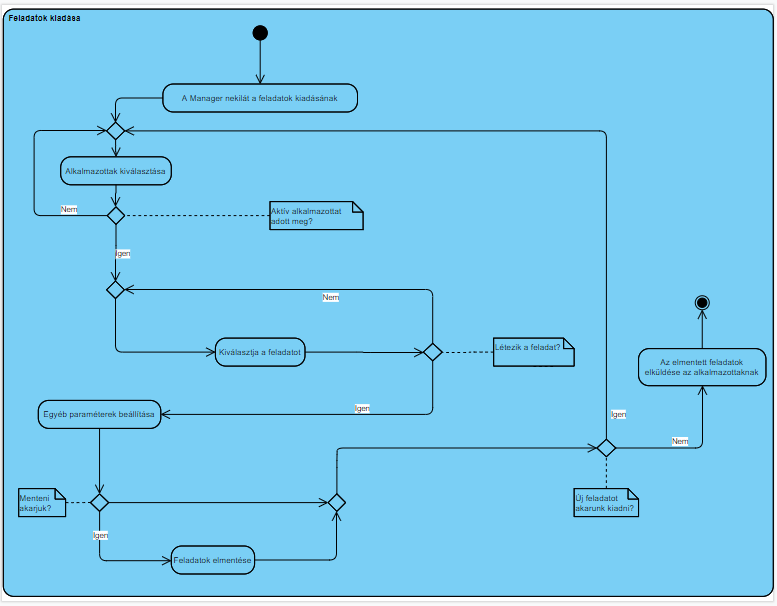 Feladatok kiadása
A Manager nekilát a feladatok kiadásának
Alkalmazottak kiválasztása
Nem
Aktív alkalmazottat
adott meg?
Igen
Nem
Kiválasztja a feladatot
Létezik a feladat?
Az elmentett feladatok
elküldése az alkalmazottaknak
Igen
Egyéb paraméterek beállítása
Igen
Nem
Menteni
akarjuk?
Új feladatot
akarunk kiadni?
Igen
Feladatok elmentése